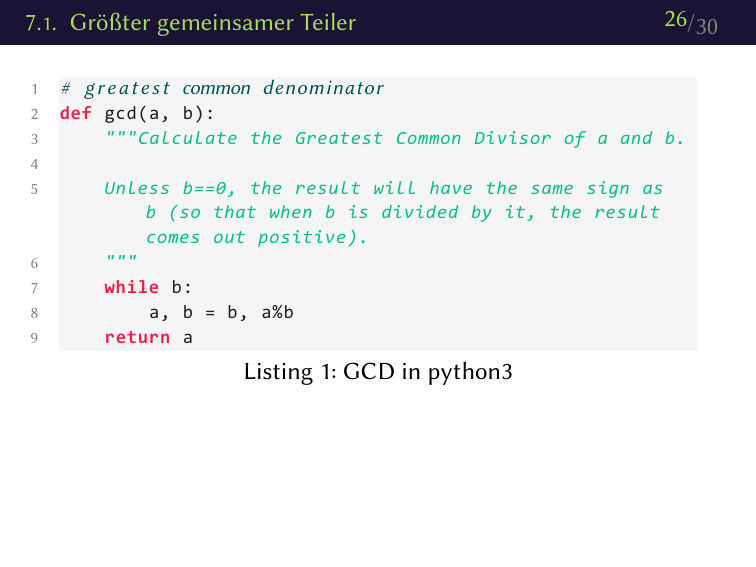 7.1. Größter gemeinsamer Teiler 26/30
1 # greatest common denominator
2 def gcd(a, b):
3 """Calculate the Greatest Common Divisor of a and b.
4
5 Unless b==0, the result will have the same sign as
b (so that when b is divided by it, the result
comes out positive).
6 """
7 while b:
8 a, b = b, a%b
9 return a
Listing 1: GCD in python3